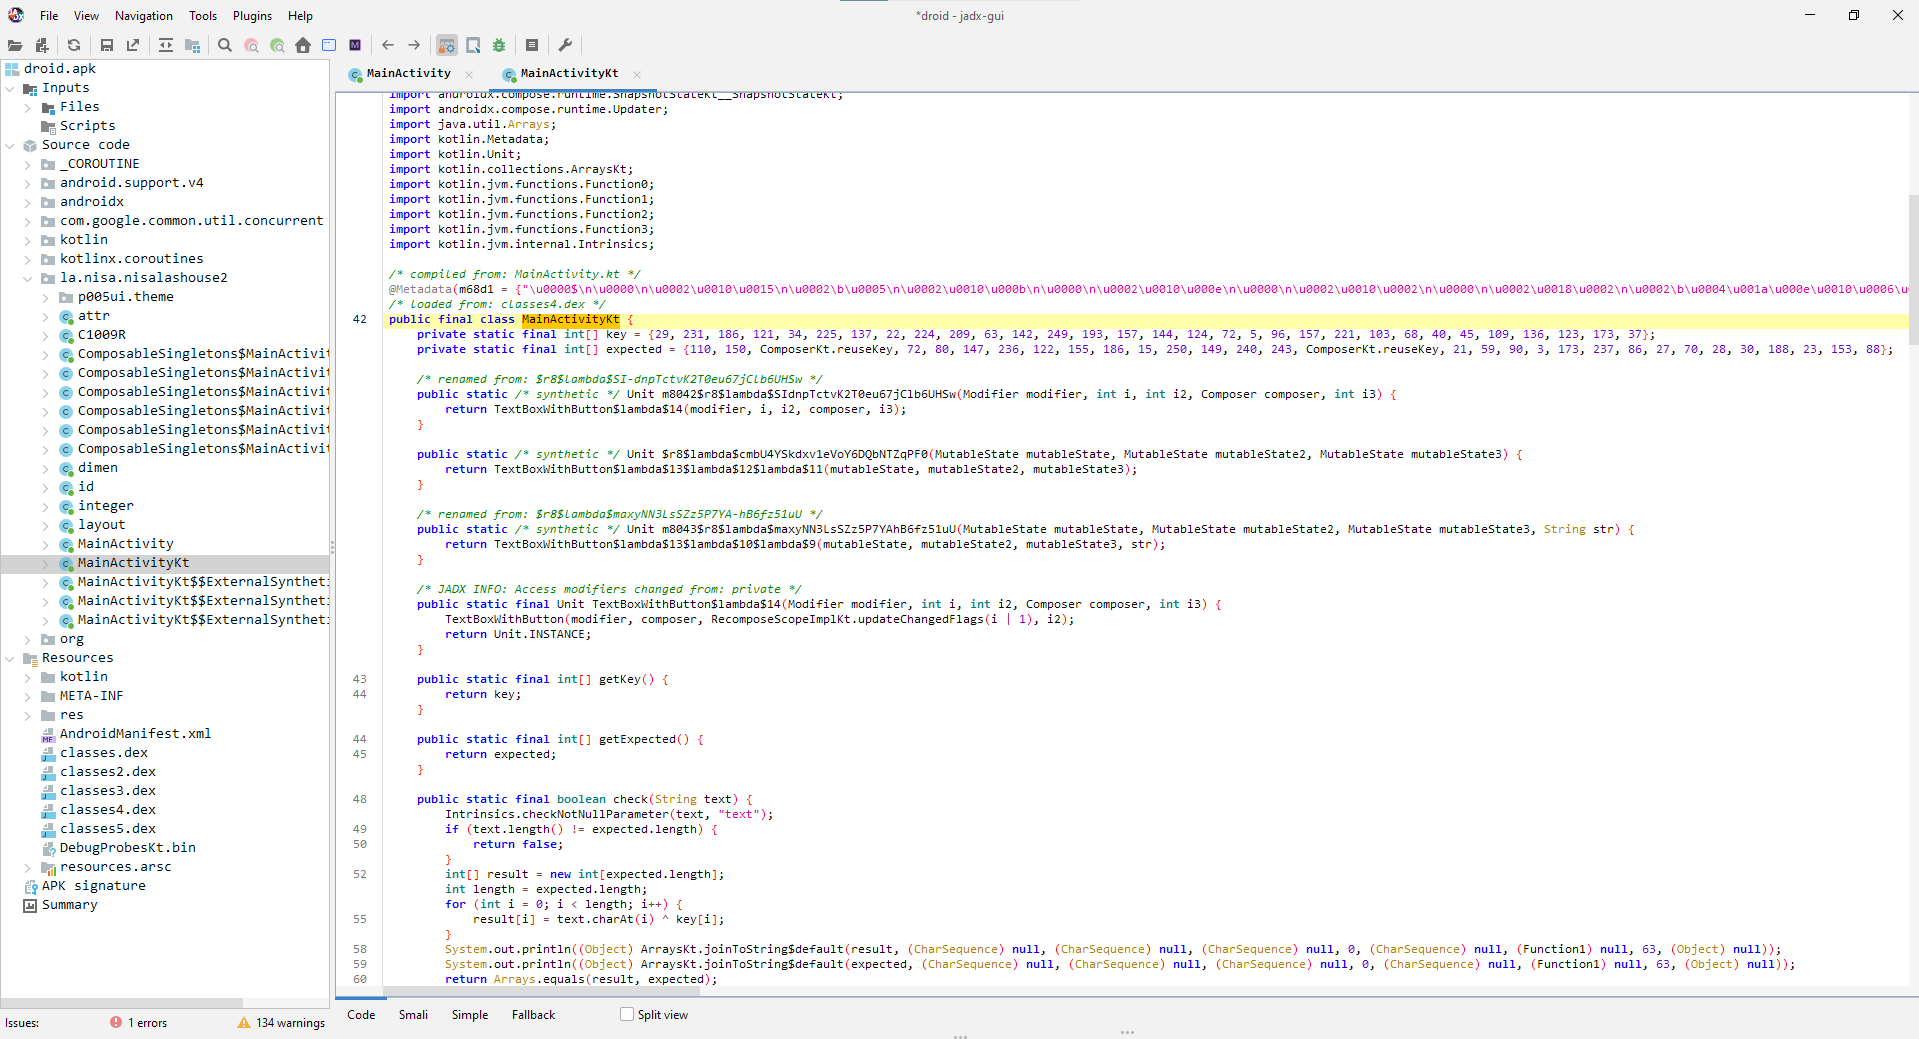 File View Navigation Tools Plugins Help
*droid - jadx-gui
droid.apk
Inputs
Files
Scripts
Source code
_COROUTINE
android.support.v4
androidx
com.google.common.util.concurrent
kotlin
kotlinx.coroutines
la.nisa.nisalashouse2
p005ui.theme
attr
C1009R
ComposableSingletons$MainActivit
ComposableSingletons$MainActivit
ComposableSingletons$MainActivit
ComposableSingletons$MainActivit
ComposableSingletons$MainActivit
ComposableSingletons$MainActivit
dimen
id
integer
layout
MainActivity
MainActivityKt
MainActivityKt$$ExternalSyntheti
MainActivityKt$$ExternalSyntheti
MainActivityKt$$ExternalSyntheti
org
Resources
kotlin
META-INF
res
AndroidManifest.xml
classes.dex
classes2.dex
classes3.dex
classes4.dex
classes5.dex
DebugProbesKt.bin
resources.arsc
APK signature
Summary
Issues: 1 errors 134 warnings
MainActivity MainActivityKt
import androidx.compose.runtime.SnapshotStateKt__SnapshotStateKt;
import androidx.compose.runtime.Updater;
import java.util.Arrays;
import kotlin.Metadata;
import kotlin.Unit;
import kotlin.collections.ArraysKt;
import kotlin.jvm.functions.Function0;
import kotlin.jvm.functions.Function1;
import kotlin.jvm.functions.Function2;
import kotlin.jvm.functions.Function3;
import kotlin.jvm.internal.Intrinsics;
/* compiled from: MainActivity.kt */
@Metadata(m68d1 = {"\u0000$\n\u0000\n\u0002\u0010\u0015\n\u0002\b\u0005\n\u0002\u0010\u000b\n\u0000\n\u0002\u0010\u000e\n\u0000\n\u0002\u0010\u0002\n\u0000\n\u0002\u0018\u0002\n\u0002\b\u0004\u001a\u000e\u0010\u0006\u
/* loaded from: classes4.dex */
42 public final class MainActivityKt {
private static final int[] key = {29, 231, 186, 121, 34, 225, 137, 22, 224, 209, 63, 142, 249, 193, 157, 144, 124, 72, 5, 96, 157, 221, 103, 68, 40, 45, 109, 136, 123, 173, 37};
private static final int[] expected = {110, 150, ComposerKt.reuseKey, 72, 80, 147, 236, 122, 155, 186, 15, 250, 149, 240, 243, ComposerKt.reuseKey, 21, 59, 90, 3, 173, 237, 86, 27, 70, 28, 30, 188, 23, 153, 88};
/* renamed from: $r8$lambda$SI-dnpTctvK2T0eu67jClb6UHSw */
public static /* synthetic */ Unit m8042$r8$lambda$SIdnpTctvK2T0eu67jClb6UHSw(Modifier modifier, int i, int i2, Composer composer, int i3) {
return TextBoxWithButton$lambda$14(modifier, i, i2, composer, i3);
}
public static /* synthetic */ Unit $r8$lambda$cmbU4YSkdxv1eVoY6DQbNTZqPF0(MutableState mutableState, MutableState mutableState2, MutableState mutableState3) {
return TextBoxWithButton$lambda$13$lambda$12$lambda$11(mutableState, mutableState2, mutableState3);
}
/* renamed from: $r8$lambda$maxyNN3LsSZz5P7YA-hB6fz51uU */
public static /* synthetic */ Unit m8043$r8$lambda$maxyNN3LsSZz5P7YAhB6fz51uU(MutableState mutableState, MutableState mutableState2, MutableState mutableState3, String str) {
return TextBoxWithButton$lambda$13$lambda$10$lambda$9(mutableState, mutableState2, mutableState3, str);
}
/* JADX INFO: Access modifiers changed from: private */
public static final Unit TextBoxWithButton$lambda$14(Modifier modifier, int i, int i2, Composer composer, int i3) {
TextBoxWithButton(modifier, composer, RecomposeScopeImplKt.updateChangedFlags(i | 1), i2);
return Unit.INSTANCE;
}
43 public static final int[] getKey() {
44 return key;
}
44 public static final int[] getExpected() {
45 return expected;
}
48 public static final boolean check(String text) {
Intrinsics.checkNotNullParameter(text, "text");
49 if (text.length() != expected.length) {
50 return false;
}
52 int[] result = new int[expected.length];
int length = expected.length;
for (int i = 0; i < length; i++) {
55 result[i] = text.charAt(i) ^ key[i];
}
58 System.out.println((Object) ArraysKt.joinToString$default(result, (CharSequence) null, (CharSequence) null, (CharSequence) null, 0, (CharSequence) null, (Function1) null, 63, (Object) null));
59 System.out.println((Object) ArraysKt.joinToString$default(expected, (CharSequence) null, (CharSequence) null, (CharSequence) null, 0, (CharSequence) null, (Function1) null, 63, (Object) null));
60 return Arrays.equals(result, expected);
Code Smali Simple Fallback Split view